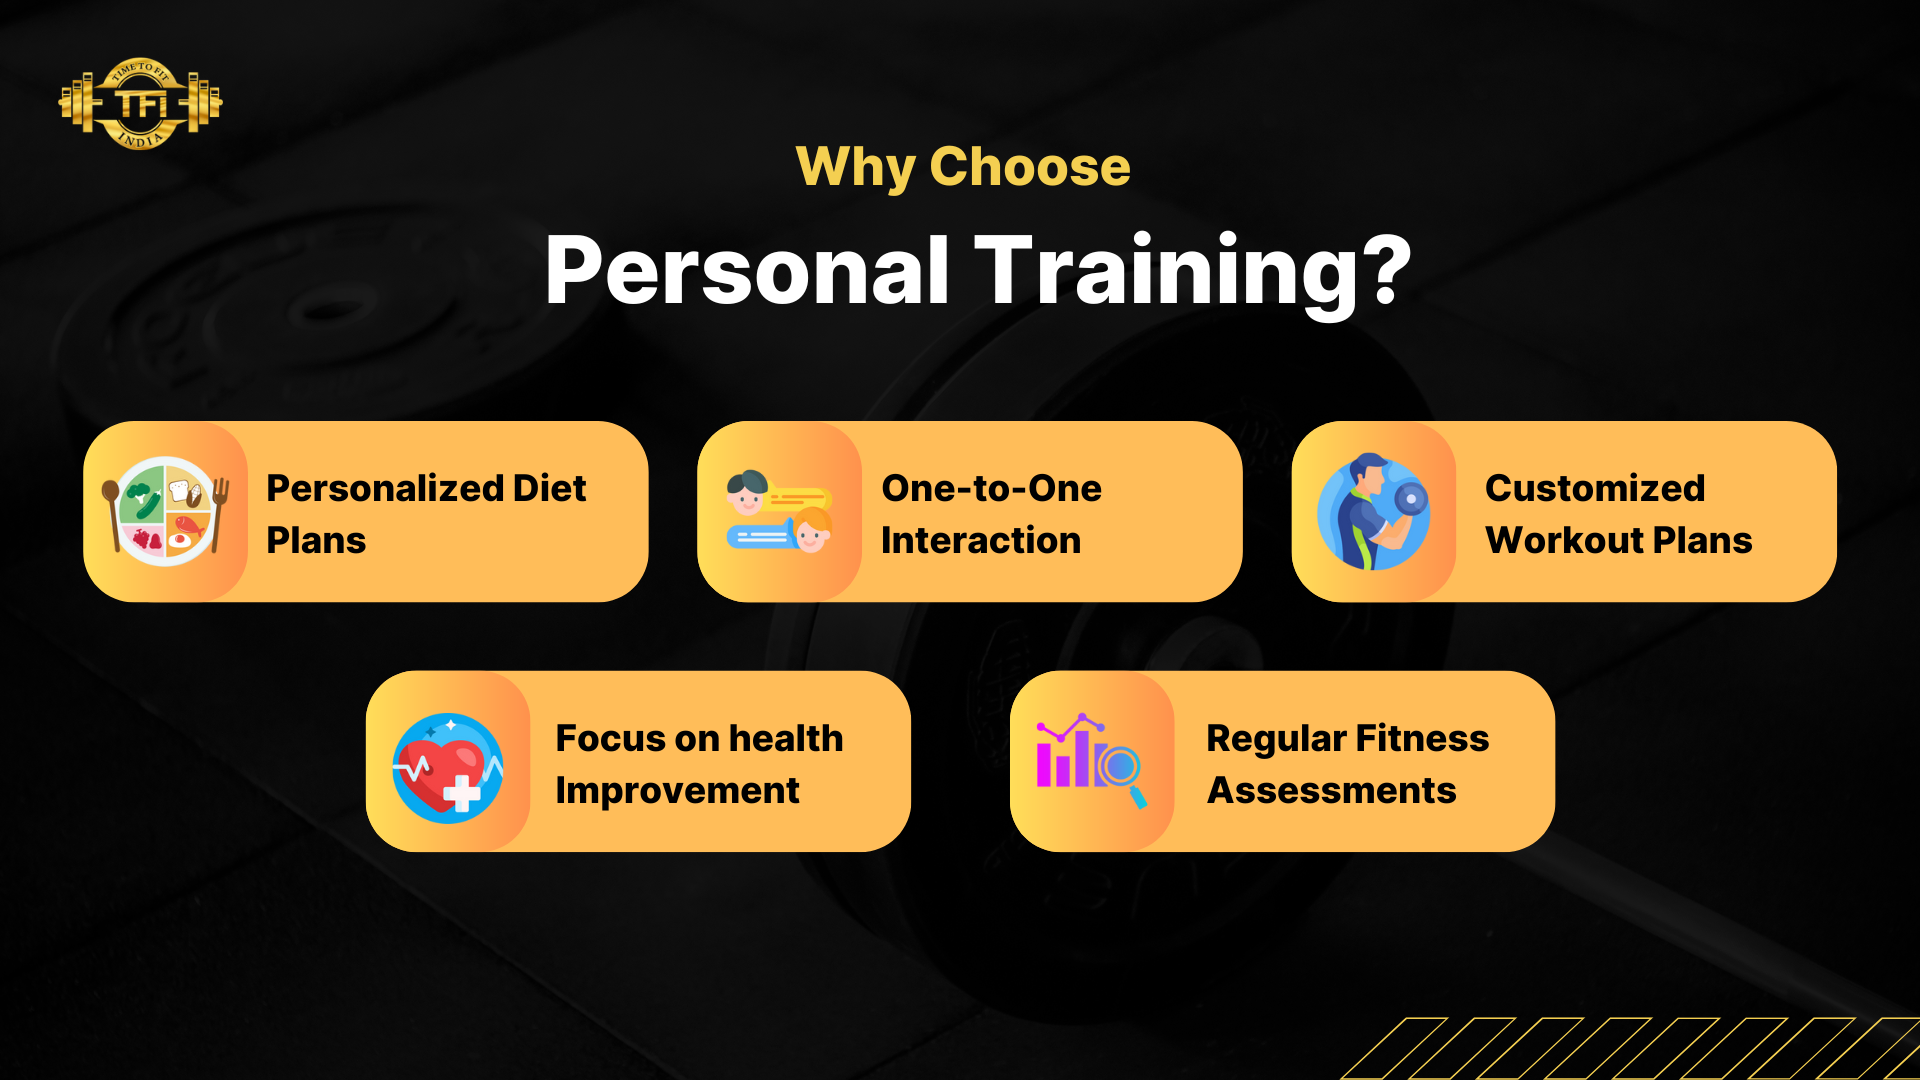 TIME TO FIT
TFI
INDIA
Why Choose
Personal Training?
Personalized Diet
Plans
One-to-One
Interaction
Customized
Workout Plans
Focus on health
Improvement
Regular Fitness
Assessments